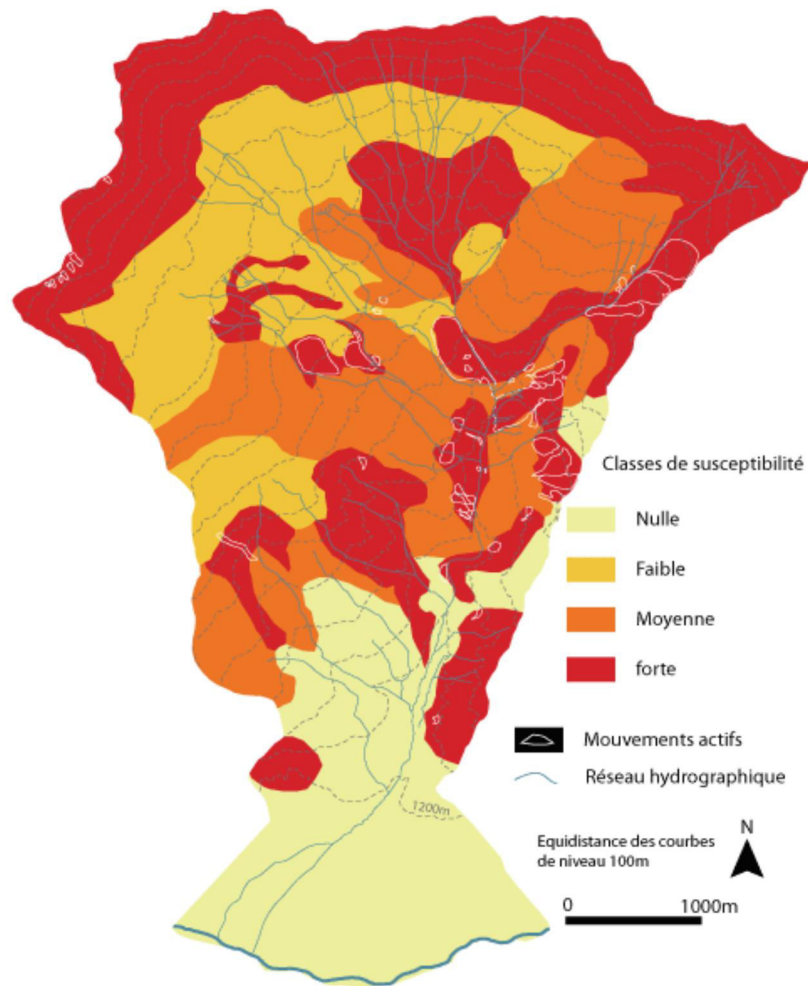 Classes de susceptibilité
Nulle
Faible
Moyenne
forte
Mouvements actifs
Réseau hydrographique
1200m
Equidistance des courbes
de niveau 100m
N
0 1000m